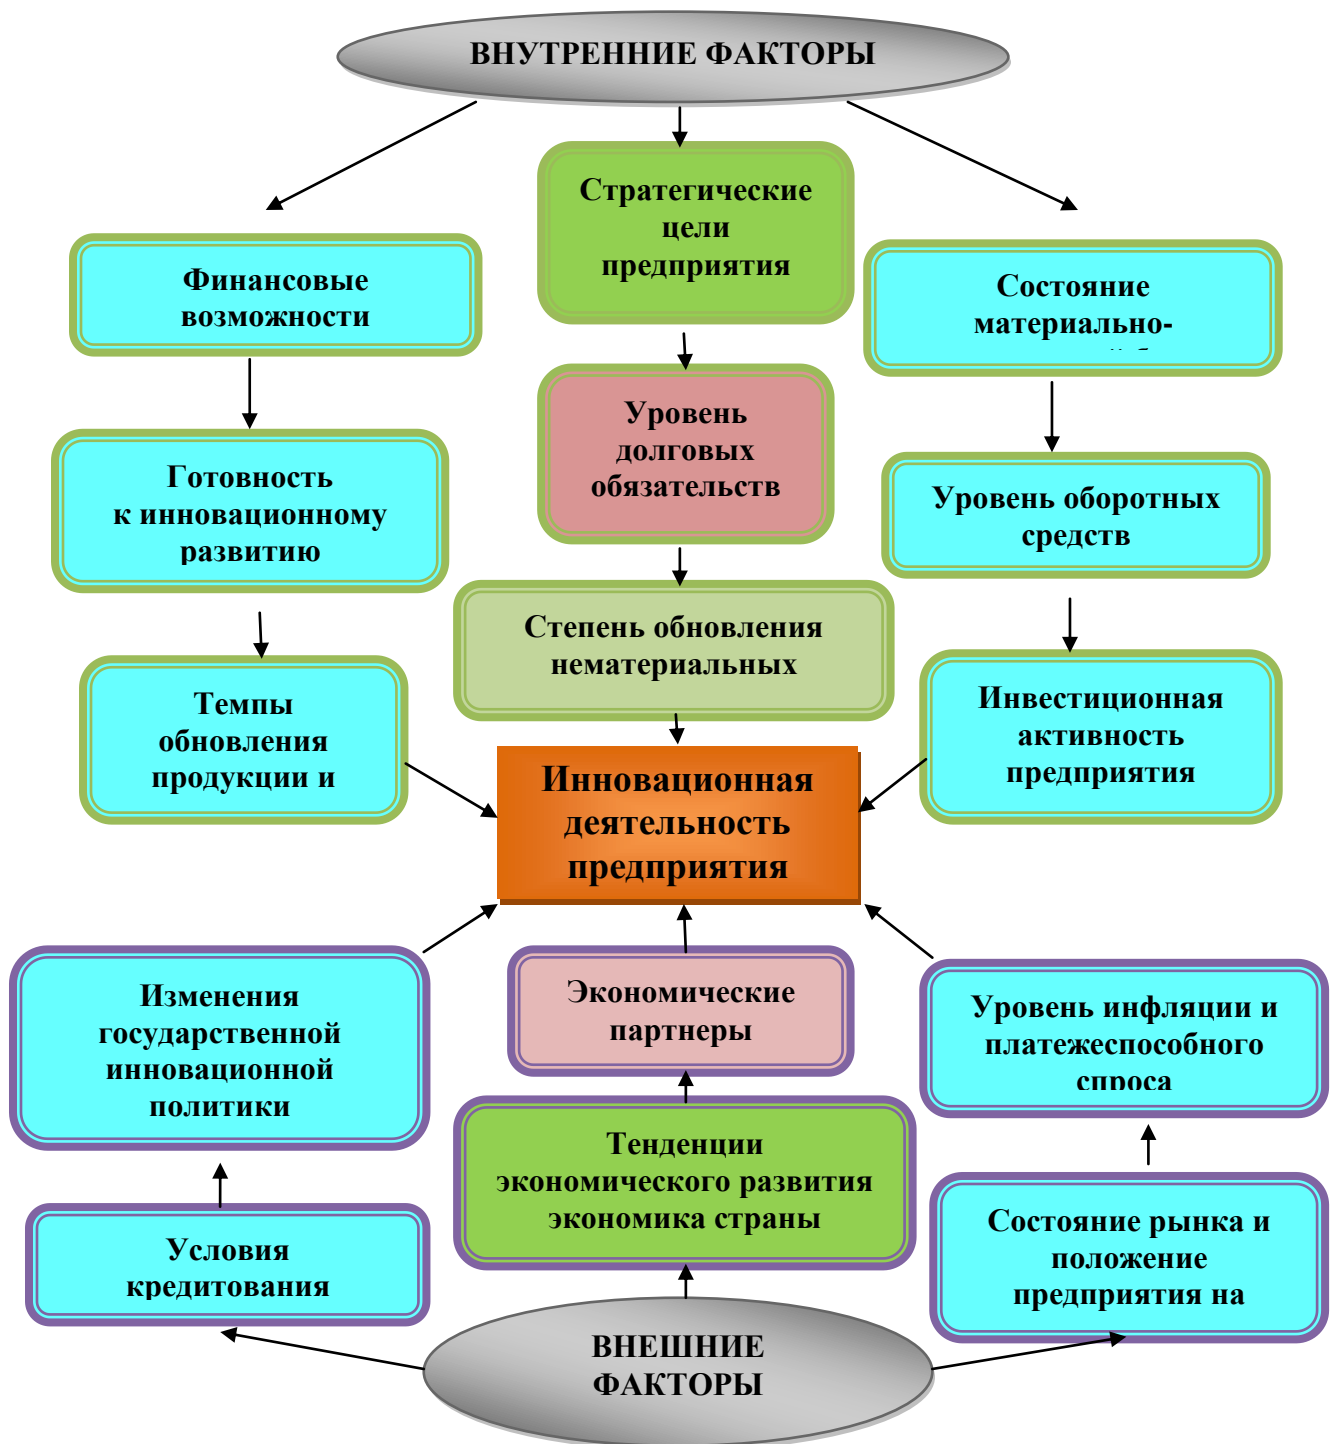 ВНУТРЕННИЕ ФАКТОРЫ
Стратегические
цели
предприятия
Финансовые
возможности
Состояние
материально-
Уровень
долговых
обязательств
Готовность
к инновационному
развитию
Уровень оборотных
средств
Степень обновления
нематериальных
Темпы
обновления
продукции и
Инвестиционная
активность
предприятия
Инновационная
деятельность
предприятия
Изменения
государственной
инновационной
политики
Экономические
партнеры
Уровень инфляции и
платежеспособного
спроса
Тенденции
экономического развития
экономика страны
Условия
кредитования
Состояние рынка и
положение
предприятия на
ВНЕШНИЕ
ФАКТОРЫ